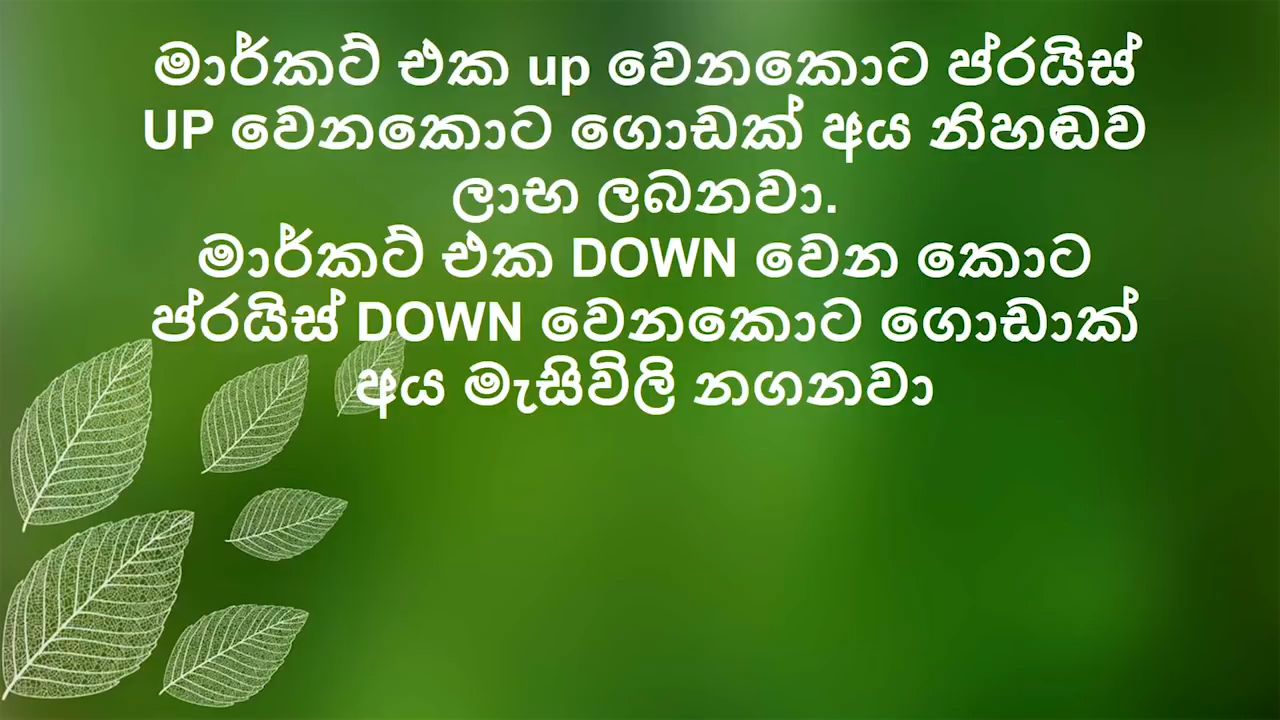 මාර්කට් එක up වෙනකොට ප්රයිස්
UP වෙනකොට ගොඩක් අය නිහඬව
ලාභ ලබනවා.
මාර්කට් එක DOWN වෙන කොට
ප්රයිස් DOWN වෙනකොට ගොඩාක්
අය මැසිවිලි නගනවා